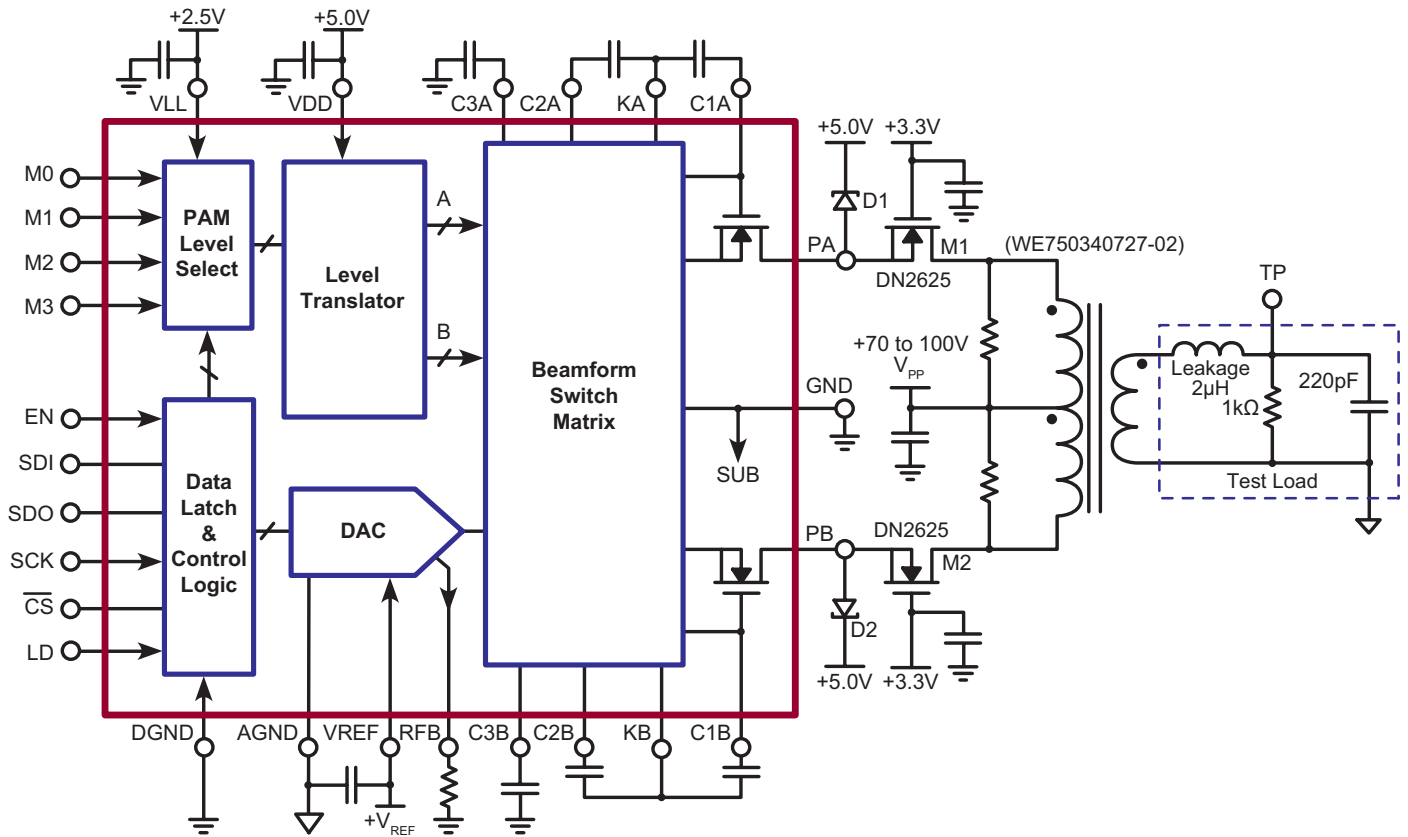 +2.5V
+5.0V
VLL
VDD
C3A
C2A
KA
C1A
+5.0V
+3.3V
M0
M1
M2
M3
PAM
Level
Select
Level
Translator
A
B
Beamform
Switch
Matrix
D1
PA
M1
DN2625
(WE750340727-02)
TP
+70 to 100V
VPP
GND
SUB
Leakage
2µH
1kΩ
220pF
Test Load
EN
SDI
SDO
SCK
CS
LD
Data
Latch
&
Control
Logic
DAC
PB
DN2625
M2
D2
+5.0V
+3.3V
DGND
AGND
VREF
RFB
C3B
C2B
KB
C1B
+VREF